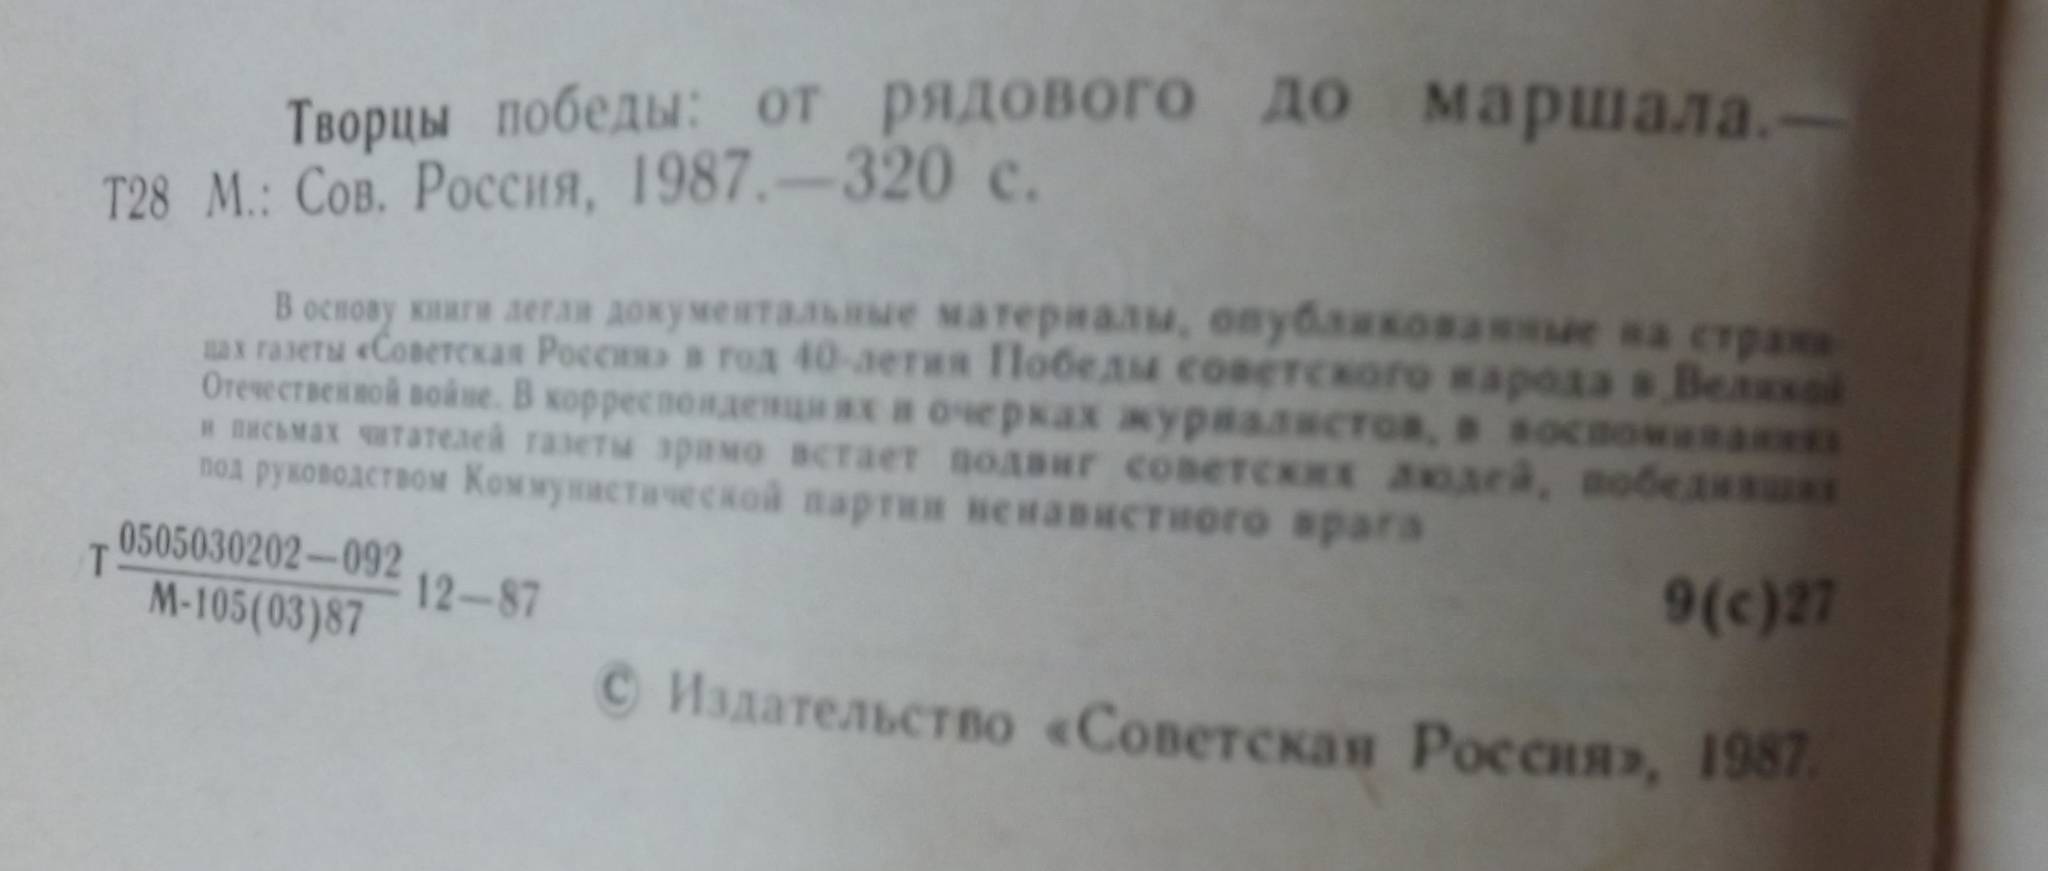 Творцы победы: от рядового до маршала.—
Т28 М.: Сов. Россия, 1987.—320 с.
В основу книги легли документальные материалы, опубликованные на страни-
цах газеты «Советская Россия» в год 40-летия Победы советского народа в Великой
Отечественной войне. В корреспонденциях и очерках журналистов, в воспоминаниях
и письмах читателей газеты зримо встает подвиг советских людей, победивших
под руководством Коммунистической партии ненавистного врага
Т 0505030202—092
М-105(03)87 12—87
9(с)27
© Издательство «Советская Россия», 1987.